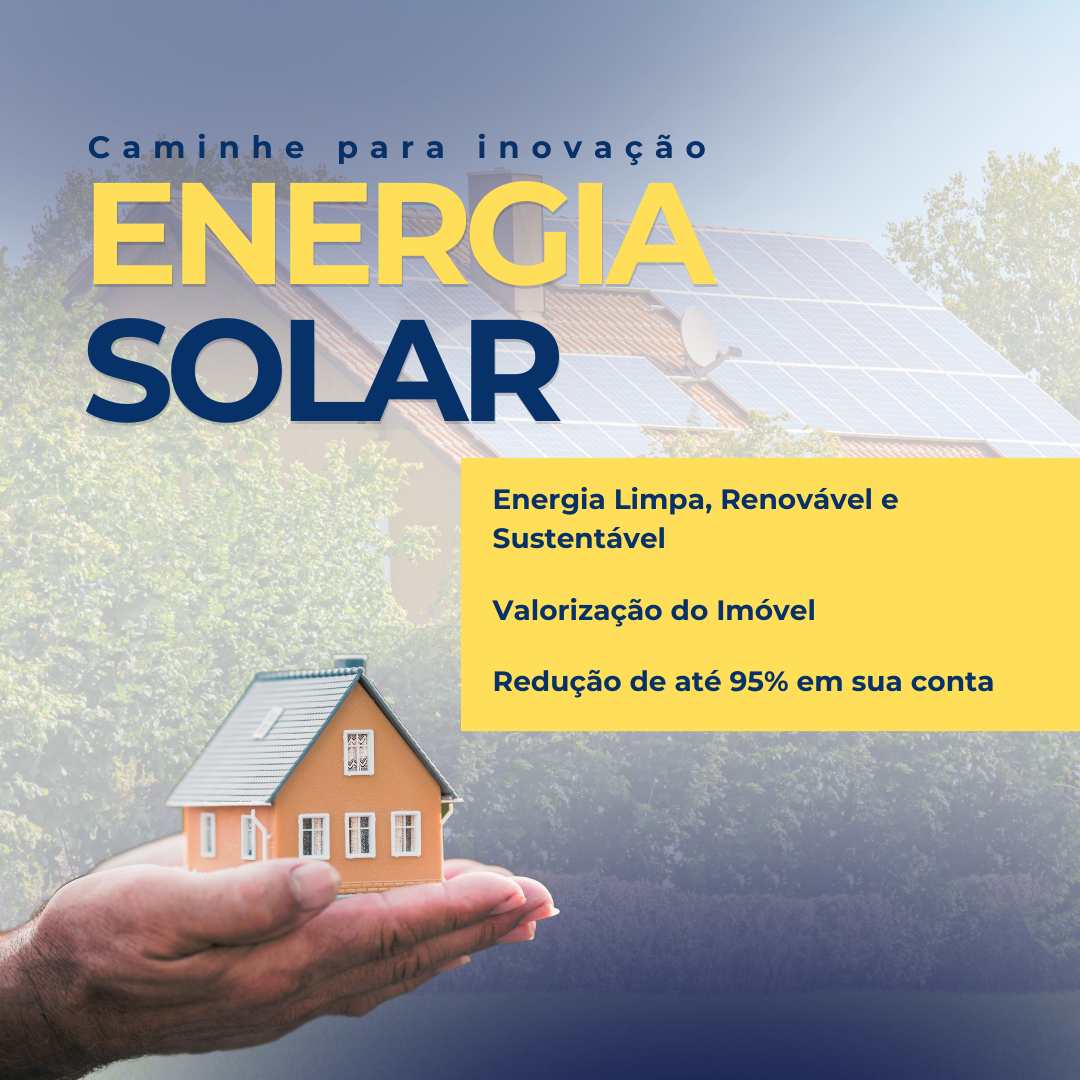 Caminhe para inovação
ENERGIA
SOLAR
Energia Limpa, Renovável e
Sustentável
Valorização do Imóvel
Redução de até 95% em sua conta